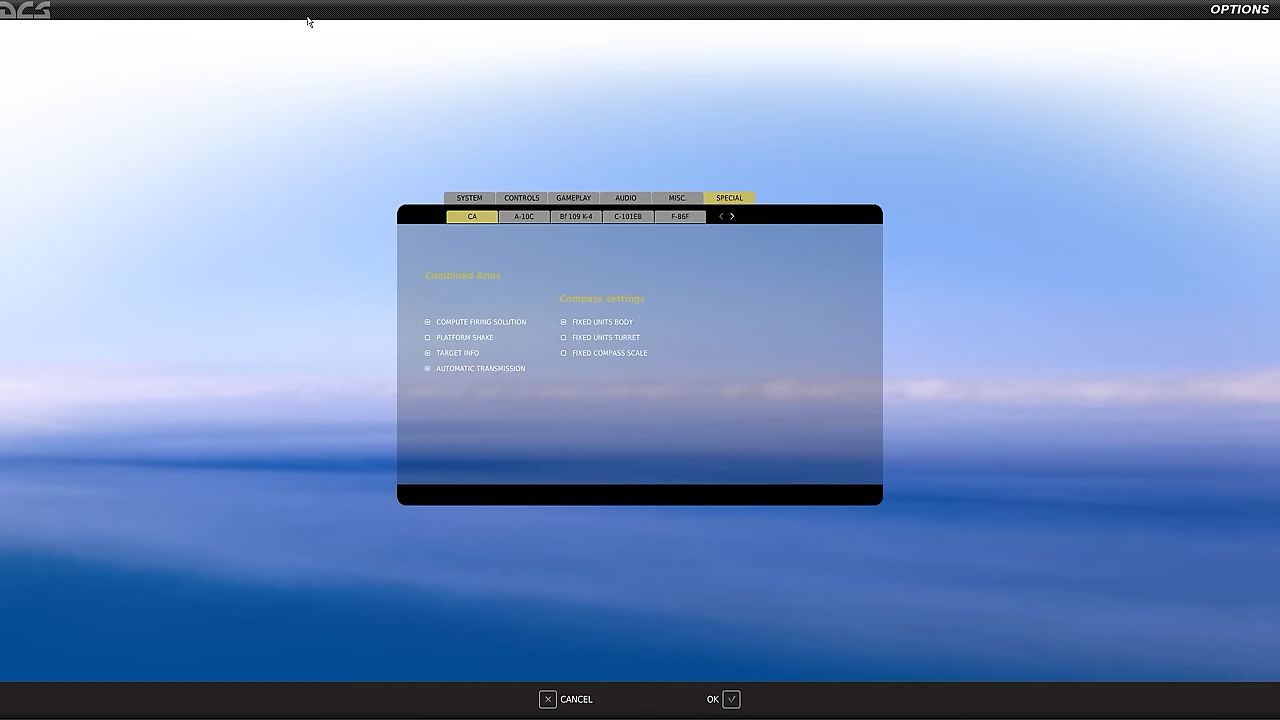 DCS
OPTIONS
SYSTEM CONTROLS GAMEPLAY AUDIO MISC. SPECIAL
CA A-10C Bf 109 K-4 C-101EB F-86F
Combined Arms
Compass settings
COMPUTE FIRING SOLUTION FIXED UNITS BODY
PLATFORM SHAKE FIXED UNITS TURRET
TARGET INFO FIXED COMPASS SCALE
AUTOMATIC TRANSMISSION
CANCEL OK